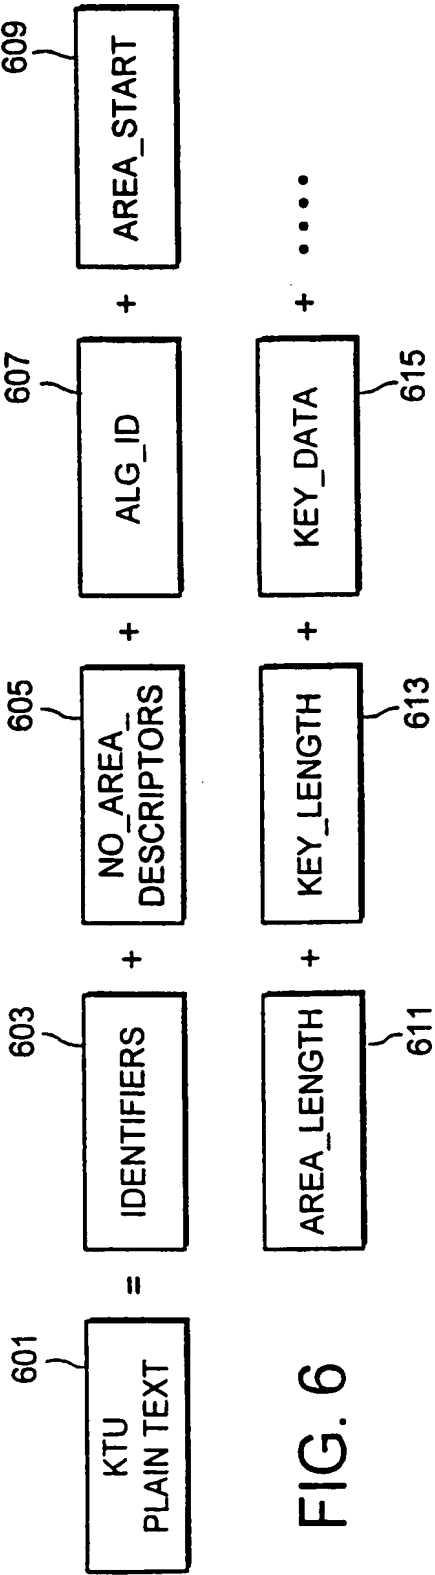 601 603 605 607 609
KTU
PLAIN TEXT
=
IDENTIFIERS
+
NO_AREA_
DESCRIPTORS
+
ALG_ID
+
AREA_START
AREA_LENGTH
+
KEY_LENGTH
+
KEY_DATA
+
....
611 613 615
FIG. 6